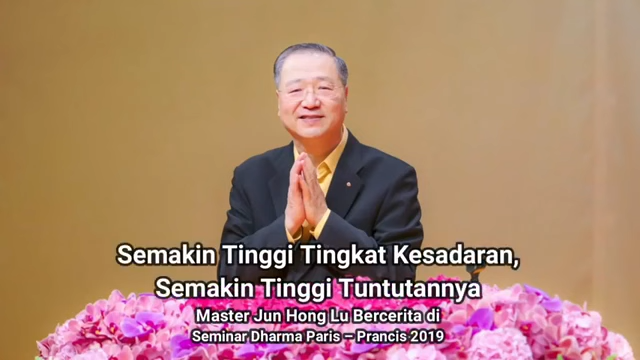 Semakin Tinggi Tingkat Kesadaran,
Semakin Tinggi Tuntutannya
Master Jun Hong Lu Bercerita di
Seminar Dharma Paris – Prancis 2019